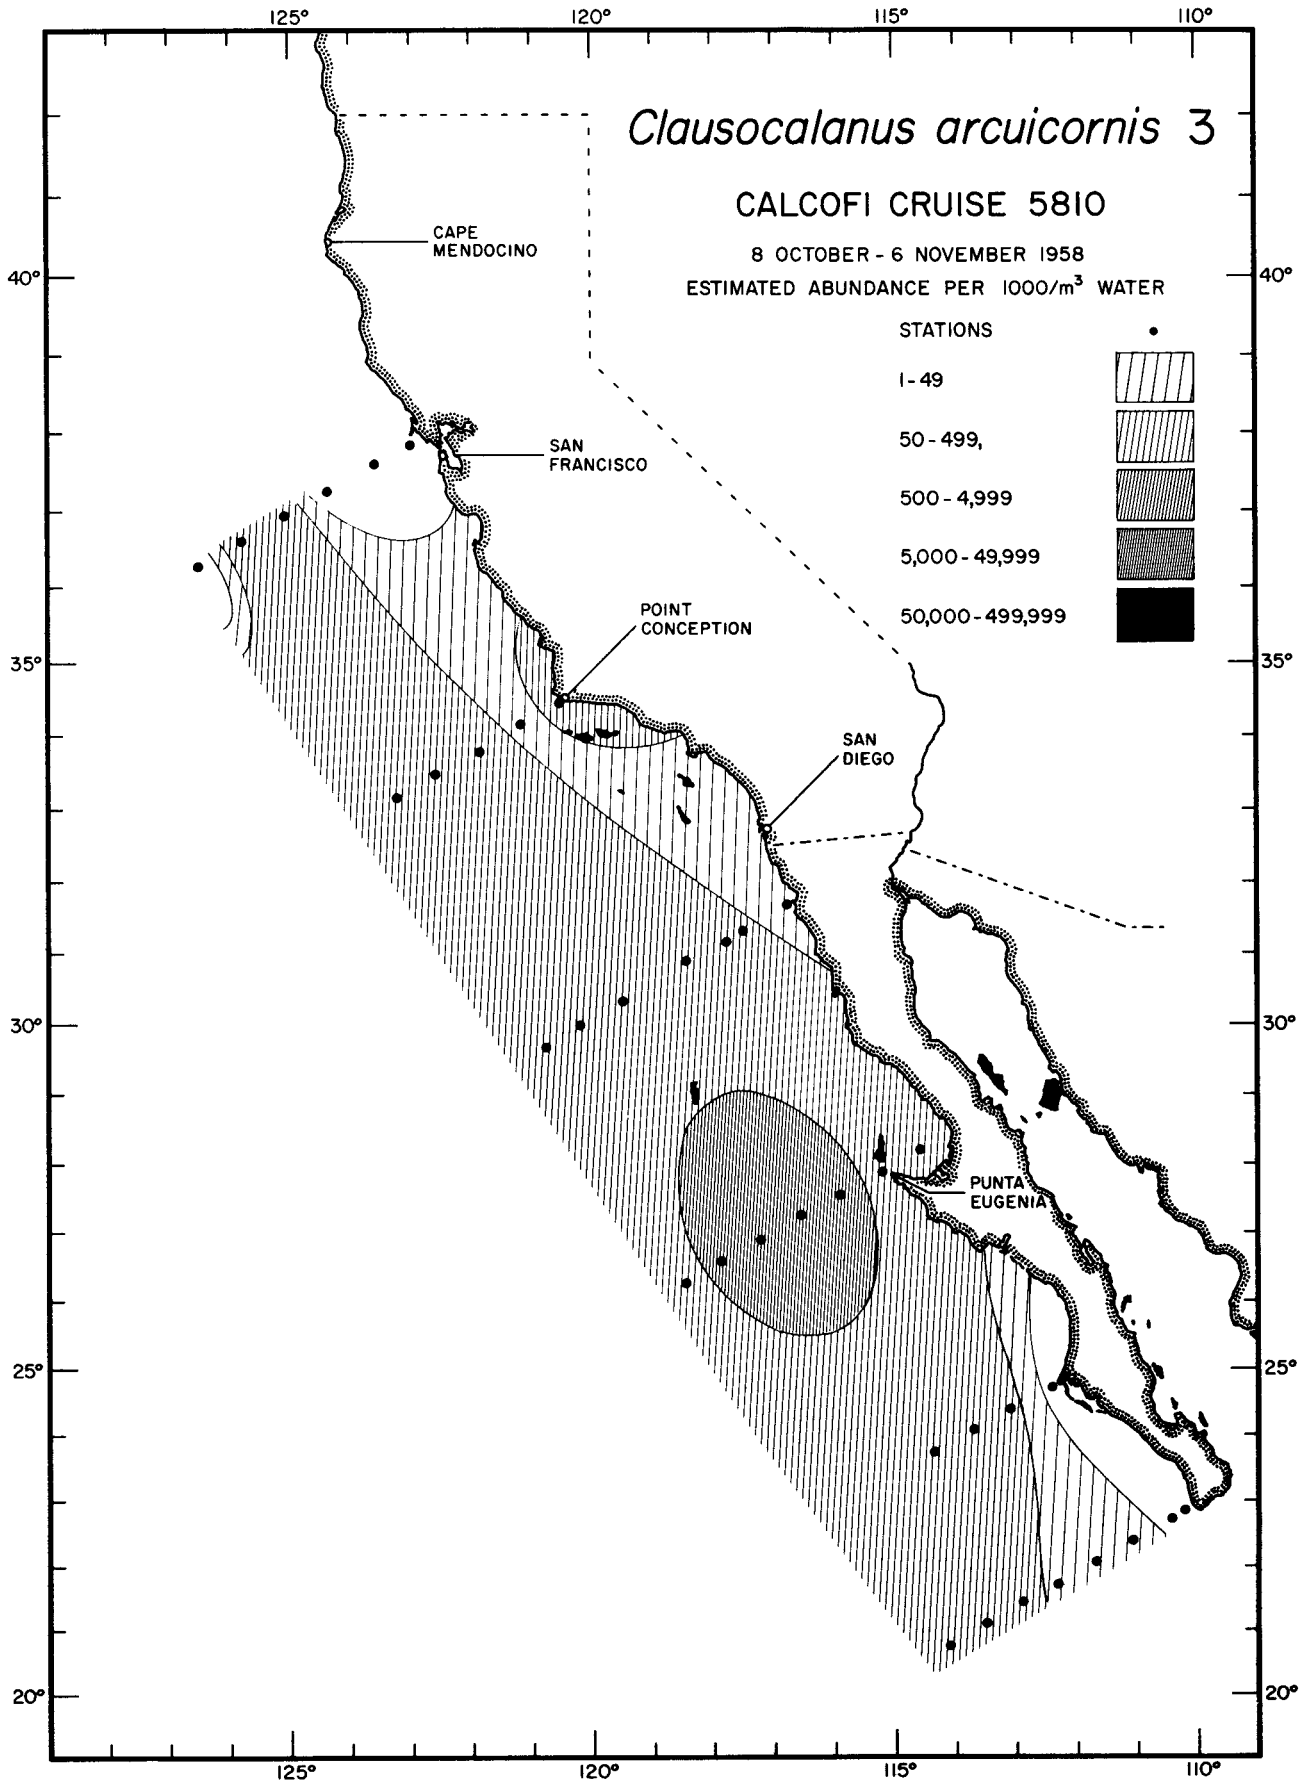 125°
120°
115°
110°
Clausocalanus arcuicornis 3
CALCOFI CRUISE 5810
8 OCTOBER - 6 NOVEMBER 1958
ESTIMATED ABUNDANCE PER 1000/m³ WATER
STATIONS
1-49
50-499,
500-4,999
5,000-49,999
50,000-499,999
CAPE
MENDOCINO
40°
40°
SAN
FRANCISCO
POINT
CONCEPTION
35°
35°
SAN
DIEGO
30°
30°
PUNTA
EUGENIA
25°
25°
20°
20°
125°
120°
115°
110°